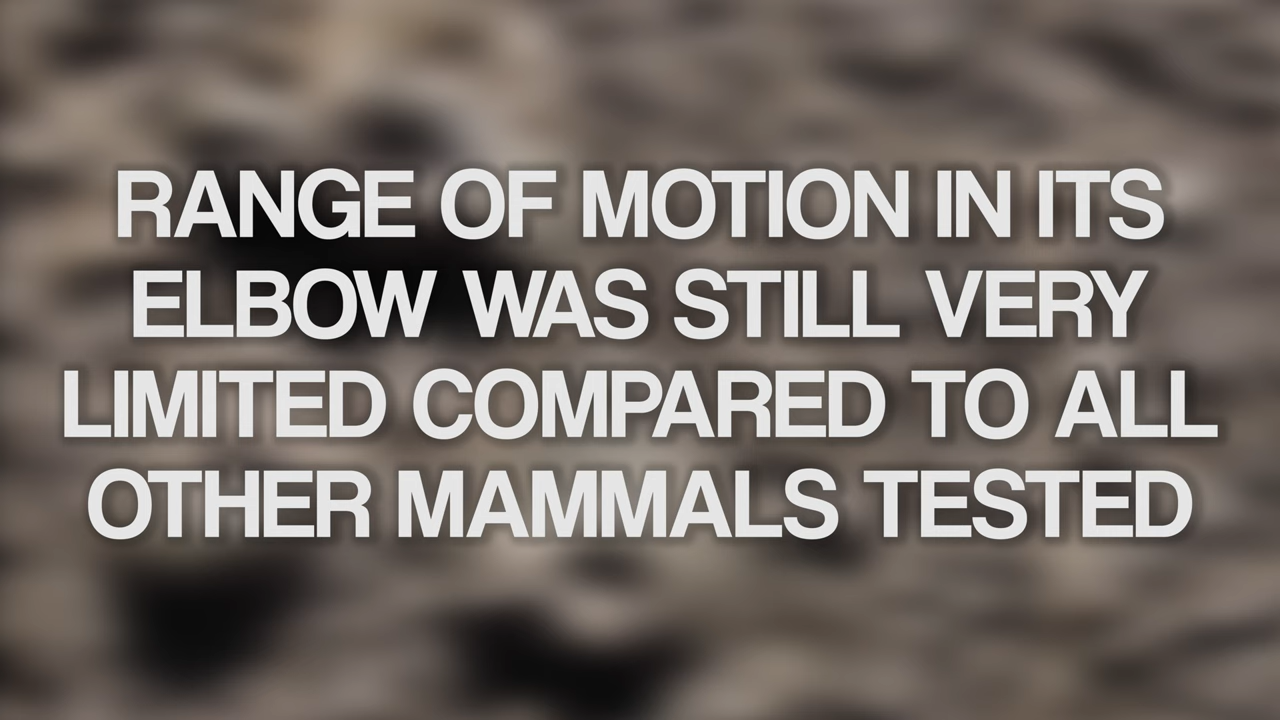 RANGE OF MOTION IN ITS
ELBOW WAS STILL VERY
LIMITED COMPARED TO ALL
OTHER MAMMALS TESTED